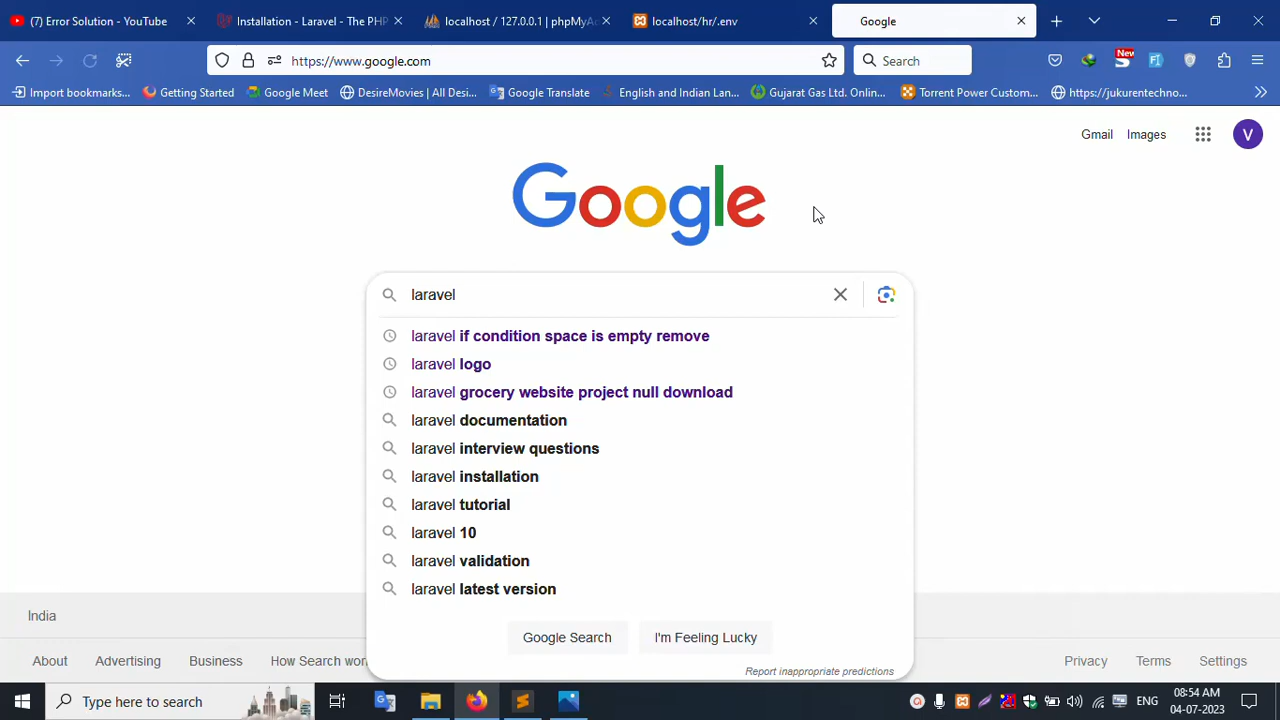 (7) Error Solution - YouTube
Installation - Laravel - The PHP
localhost / 127.0.0.1 | phpMyAd
localhost/hr/.env
Google
https://www.google.com
Search
New
Import bookmarks...
Getting Started
Google Meet
DesireMovies | All Desi...
Google Translate
English and Indian Lan...
Gujarat Gas Ltd. Onlin...
Torrent Power Custom...
https://jukurentechno...
Gmail
Images
V
Google
laravel
laravel if condition space is empty remove
laravel logo
laravel grocery website project null download
laravel documentation
laravel interview questions
laravel installation
laravel tutorial
laravel 10
laravel validation
laravel latest version
Google Search
I'm Feeling Lucky
Report inappropriate predictions
India
About
Advertising
Business
How Search wor
Privacy
Terms
Settings
Type here to search
ENG
08:54 AM
04-07-2023